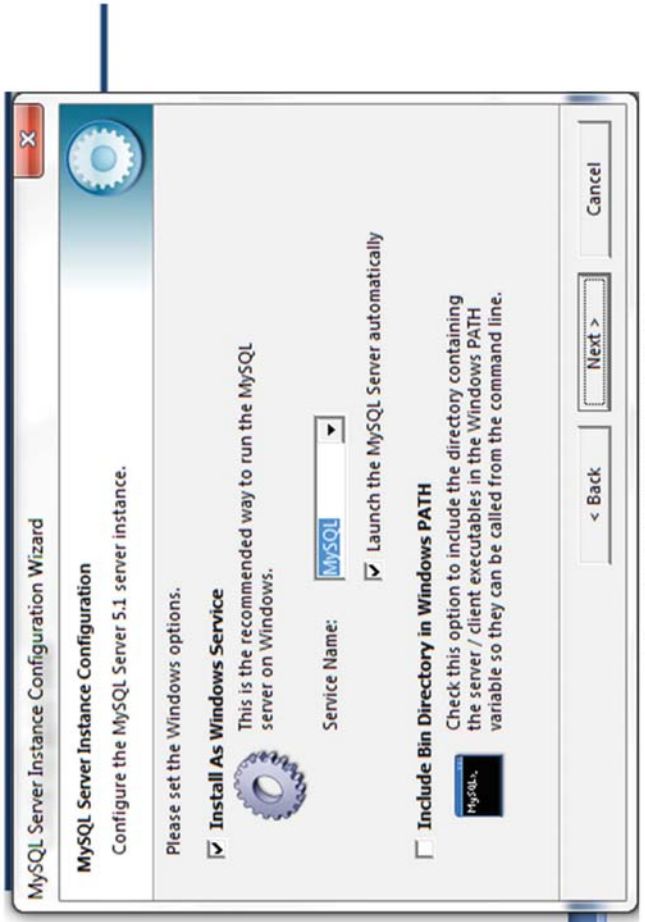 MySQL Server Instance Configuration Wizard
MySQL Server Instance Configuration
Configure the MySQL Server 5.1 server instance.
Please set the Windows options.
Install As Windows Service
This is the recommended way to run the MySQL
server on Windows.
Service Name:
MySQL
Launch the MySQL Server automatically
Include Bin Directory in Windows PATH
MySQL>_
Check this option to include the directory containing
the server / client executables in the Windows PATH
variable so they can be called from the command line.
< Back
Next >
Cancel